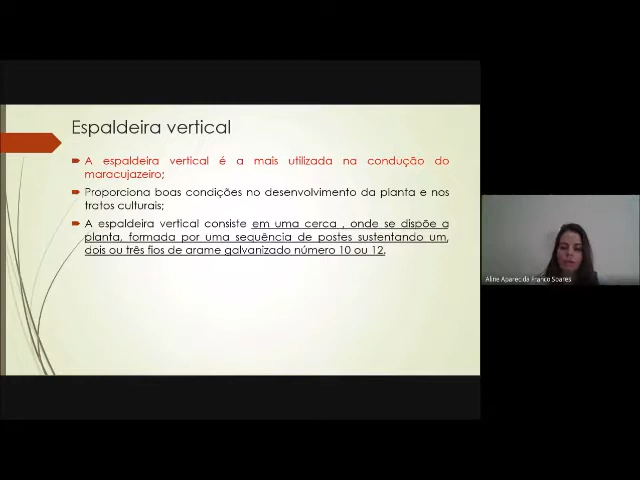 Espaldeira vertical
A espaldeira vertical é a mais utilizada na condução do
maracujazeiro;
Proporciona boas condições no desenvolvimento da planta e nos
tratos culturais;
A espaldeira vertical consiste em uma cerca , onde se dispõe a
planta, formada por uma sequência de postes sustentando um,
dois ou três fios de arame galvanizado número 10 ou 12.
Aline Aparecida Franco Soares